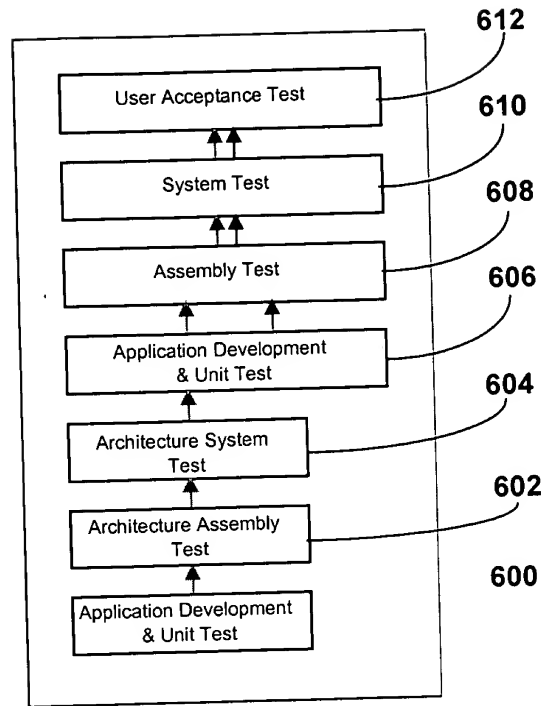 612
User Acceptance Test
610
System Test
608
Assembly Test
606
Application Development
& Unit Test
604
Architecture System
Test
602
Architecture Assembly
Test
600
Application Development
& Unit Test